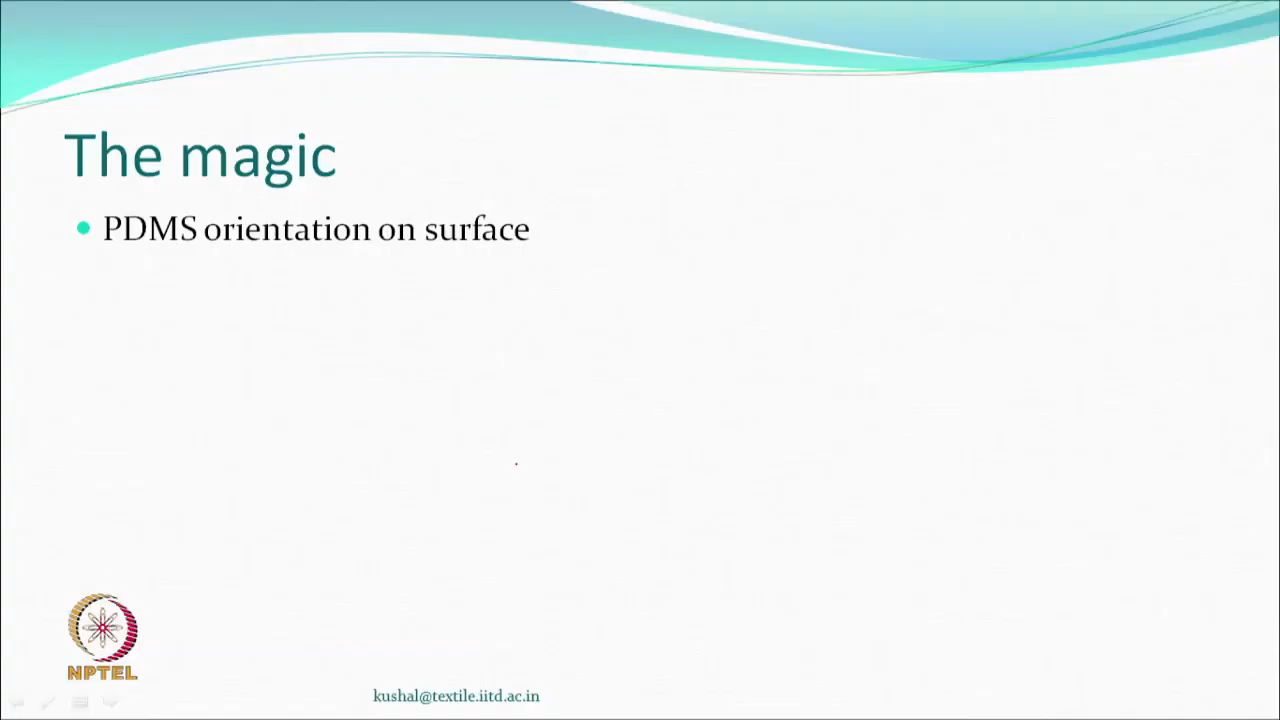 The magic
PDMS orientation on surface
NPTEL
kushal@textile.iitd.ac.in